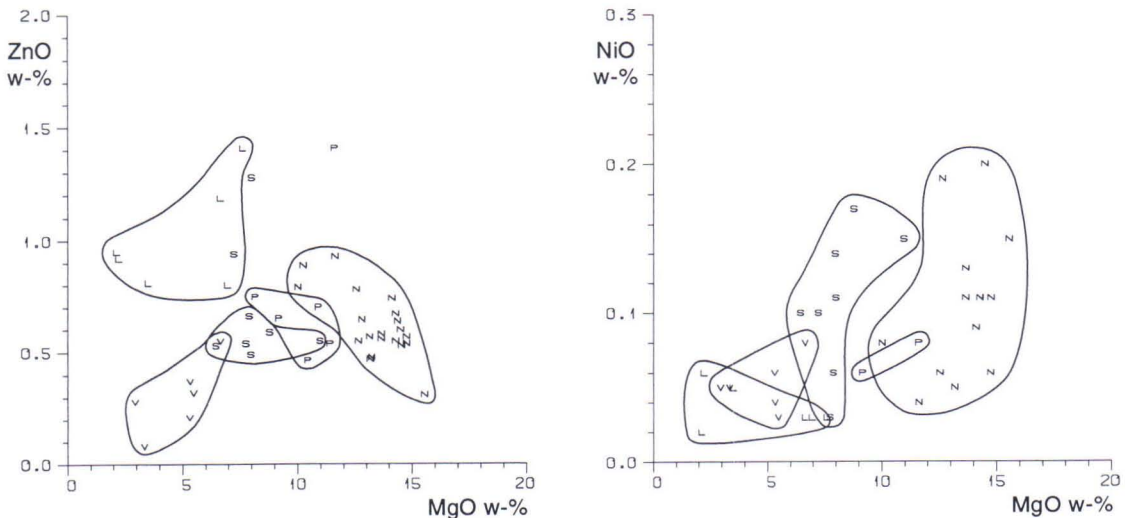 2.0
ZnO
w-%
1.5
1.0
0.5
0.0
0 5 10 15 20
MgO w-%
L L L L L L
S S S S S S S S S
P P P P P P
V V V V V V
N N N N N N N N N N N N N N N N N N
0.3
NiO
w-%
0.2
0.1
0.0
0 5 10 15 20
MgO w-%
L L L L L
S S S S S S S S
V V V V V
P P
N N N N N N N N N N N N N